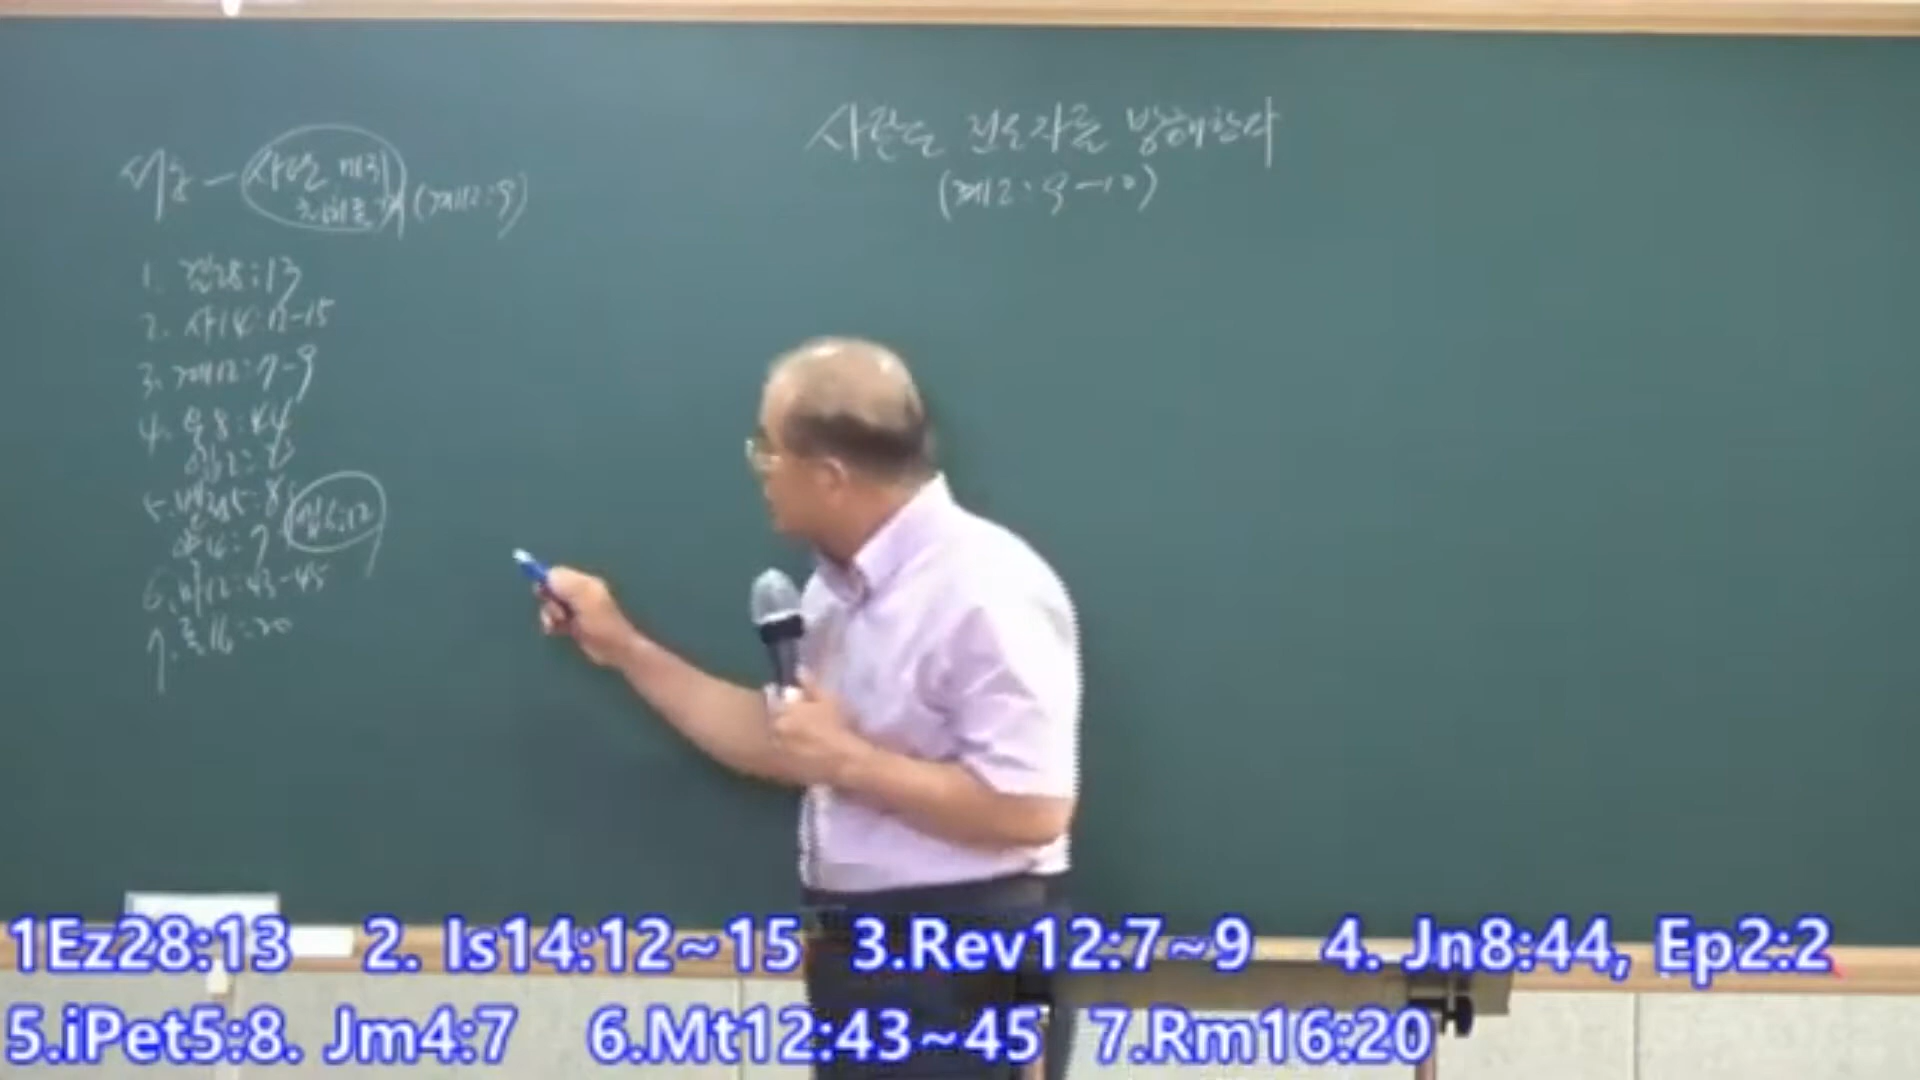 사탄은 전도자를 방해한다
(계2:9-10)
서론 - 사탄 미리
(계12:9)
1. 겔28:13
2. 사14:12-15
3. 계12:7-9
4. 요8:44
엡2:2
5. 벧전5:8
약4:7
엡6:12
6. 마12:43-45
7. 롬16:20
1Ez28:13 2. Is14:12~15 3.Rev12:7~9 4. Jn8:44, Ep2:2
5.iPet5:8. Jm4:7 6.Mt12:43~45 7.Rm16:20